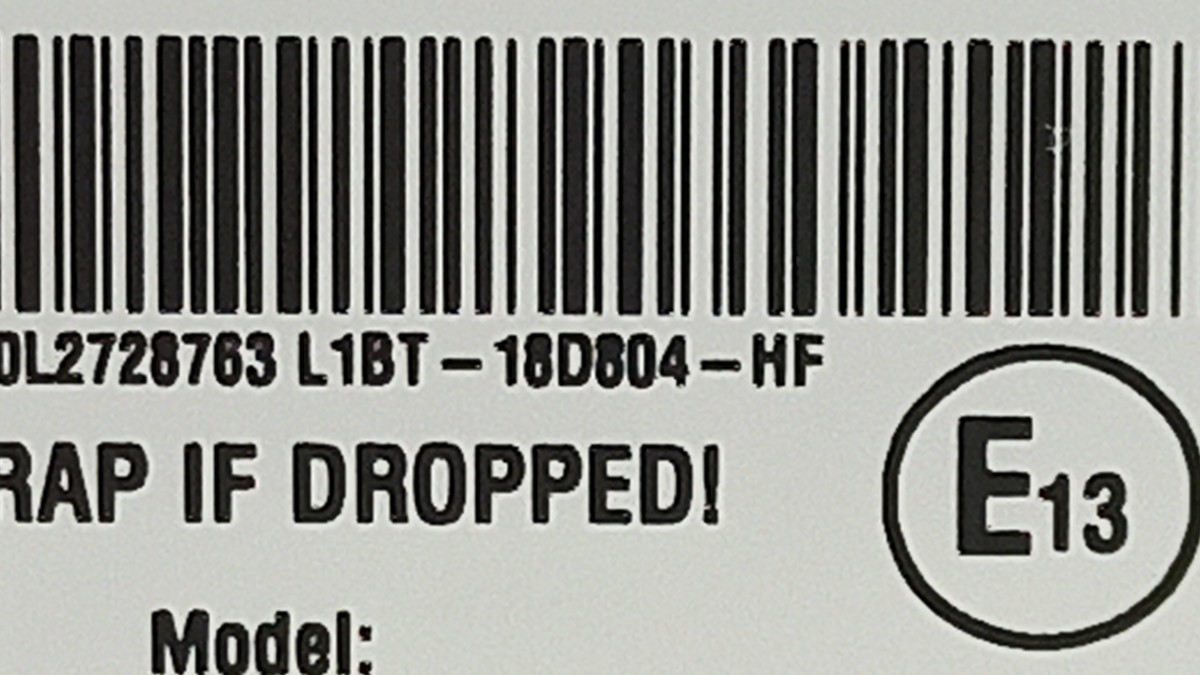 0L2728763 L1BT-18D804-HF
RAP IF DROPPED!
E13
Model: